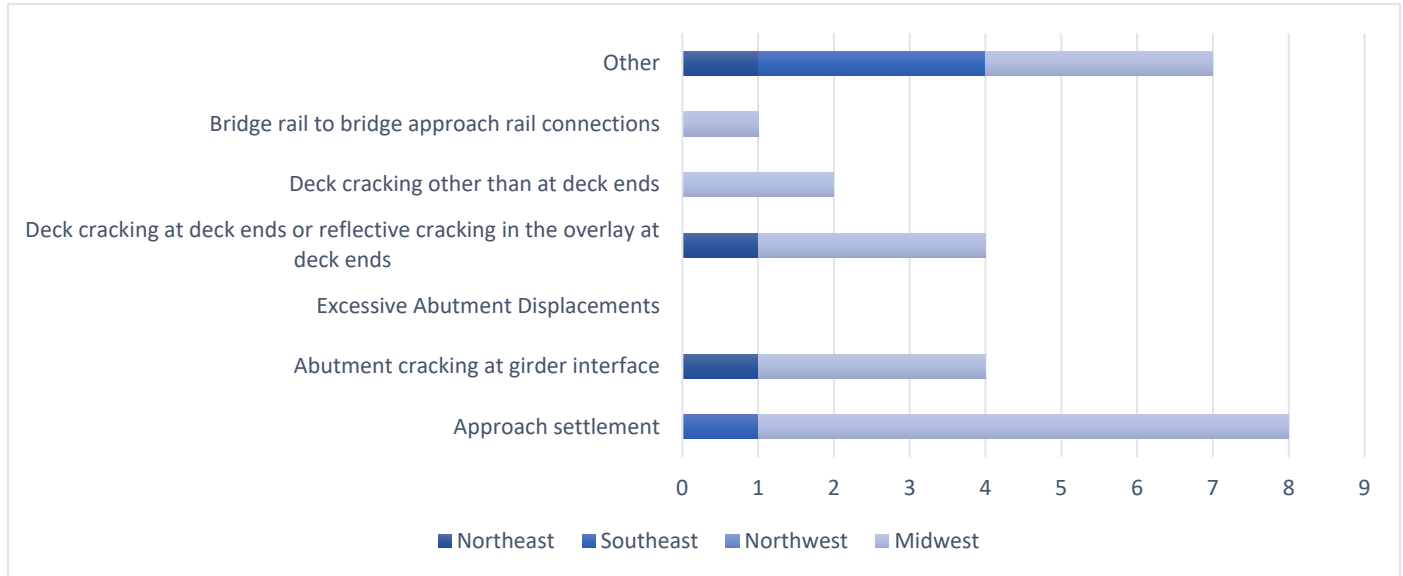 Other
Bridge rail to bridge approach rail connections
Deck cracking other than at deck ends
Deck cracking at deck ends or reflective cracking in the overlay at
deck ends
Excessive Abutment Displacements
Abutment cracking at girder interface
Approach settlement
0 1 2 3 4 5 6 7 8 9
Northeast Southeast Northwest Midwest